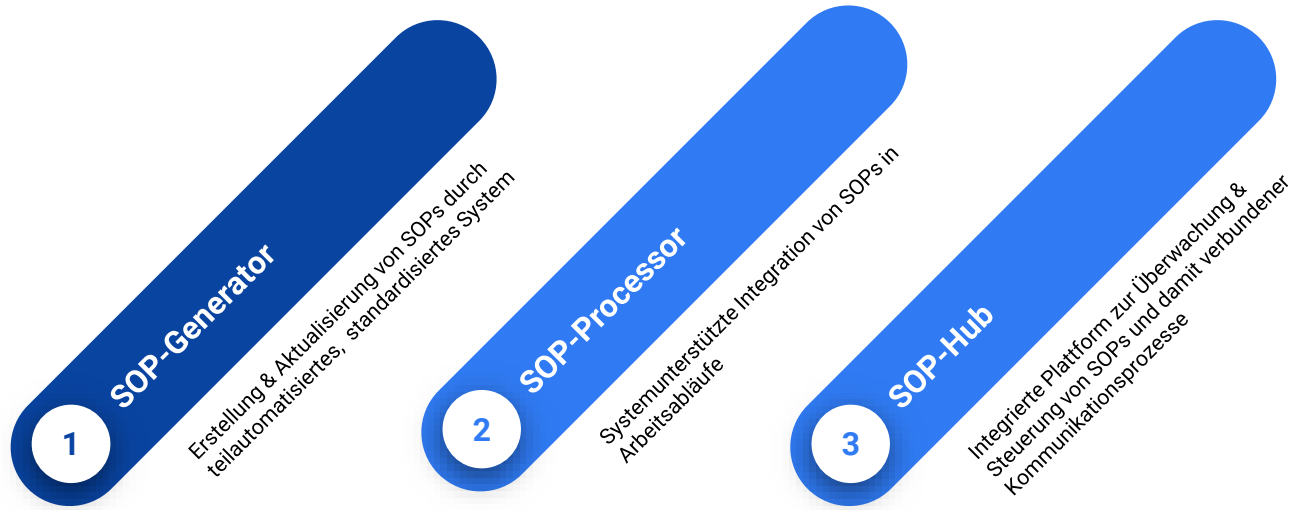 1
SOP-Generator
Erstellung & Aktualisierung von SOPs durch
teilautomatisiertes, standardisiertes System
2
SOP-Processor
Systemunterstützte Integration von SOPs in
Arbeitsabläufe
3
SOP-Hub
Integrierte Plattform zur Überwachung &
Steuerung von SOPs und damit verbundener
Kommunikationsprozesse